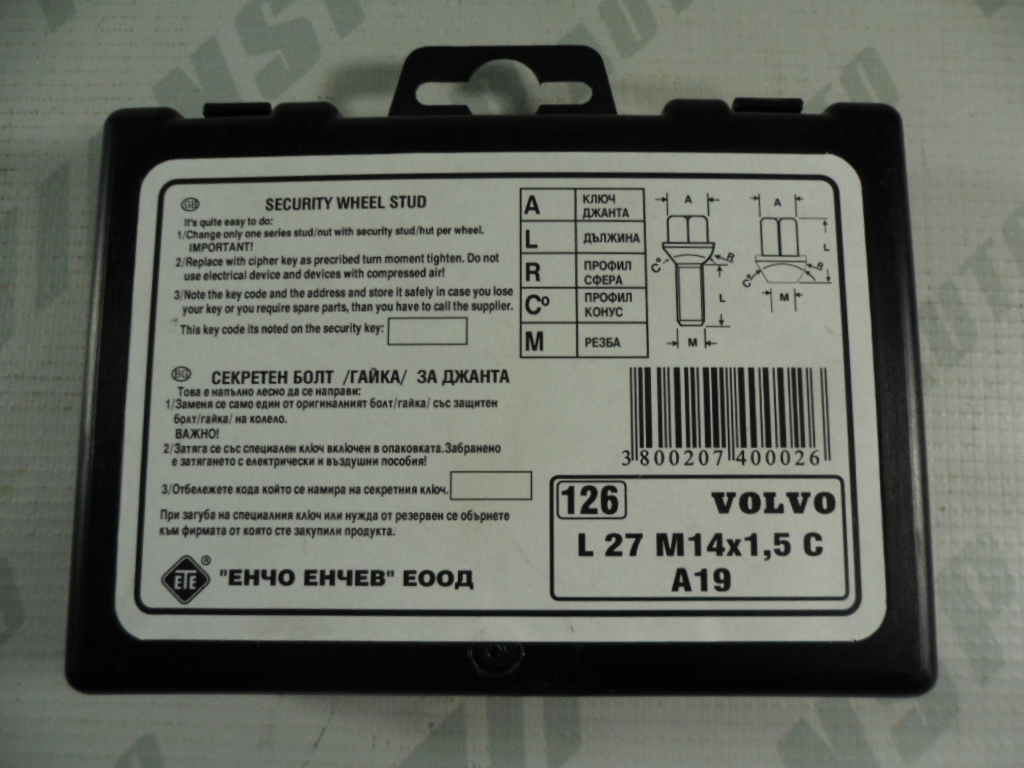 GB SECURITY WHEEL STUD
It's quite easy to do:
1/Change only one series stud/nut with security stud/hut per wheel.
IMPORTANT!
2/Replace with cipher key as precribed turn moment tighten. Do not
use electrical device and devices with compressed air!
3/Note the key code and the address and store it safely in case you lose
your key or you require spare parts, than you have to call the supplier.
This key code its noted on the security key:
BG СЕКРЕТЕН БОЛТ /ГАЙКА/ ЗА ДЖАНТА
Това е напълно лесно да се направи:
1/Заменя се само един от оригиналният болт/гайка/ със защитен
болт/гайка/ на колело.
ВАЖНО!
2/Затяга се със специален ключ включен в опаковката.Забранено
е затягането с електрически и въздушни пособия!
3/Отбележете кода който се намира на секретния ключ.
При загуба на специалния ключ или нужда от резервен се обърнете
към фирмата от която сте закупили продукта.
ETE ® "ЕНЧО ЕНЧЕВ" ЕООД
A КЛЮЧ
ДЖАНТА
L ДЪЛЖИНА
R ПРОФИЛ
СФЕРА
Cº ПРОФИЛ
КОНУС
M РЕЗБА
A
Cº
R
L
M
A
L
Cº
R
M
3800207400026
126 VOLVO
L 27 M14x1,5 C
A19